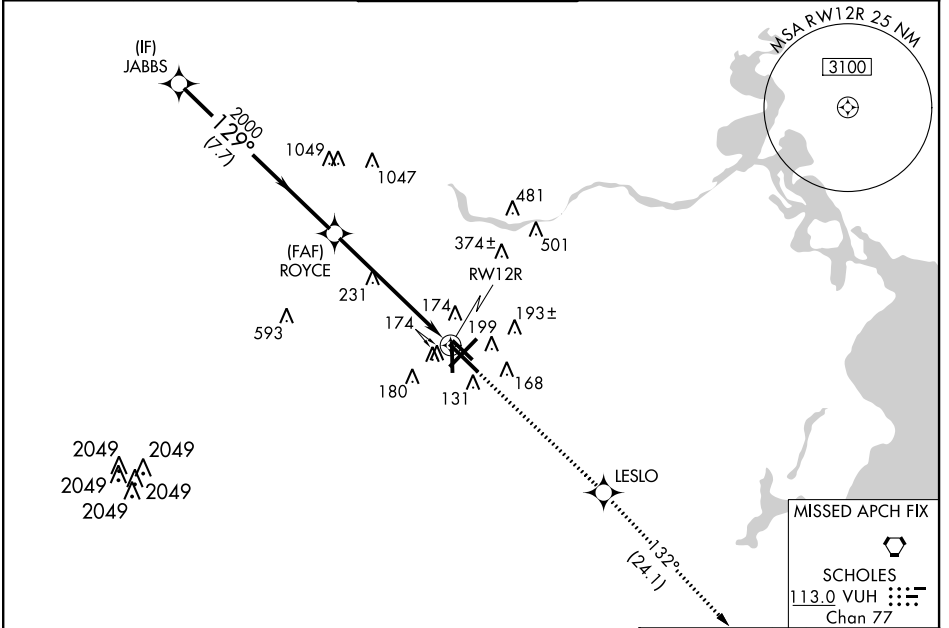 (IF)
JABBS
2000
129°
(7.7)
1049
1047
MSA RW12R 25 NM
3100
481
501
374±
RW12R
(FAF)
ROYCE
231
593
174
174
199
193±
180
131
168
2049
2049
2049
2049
2049
LESLO
132°
(24.1)
MISSED APCH FIX
SCHOLES
113.0 VUH
Chan 77